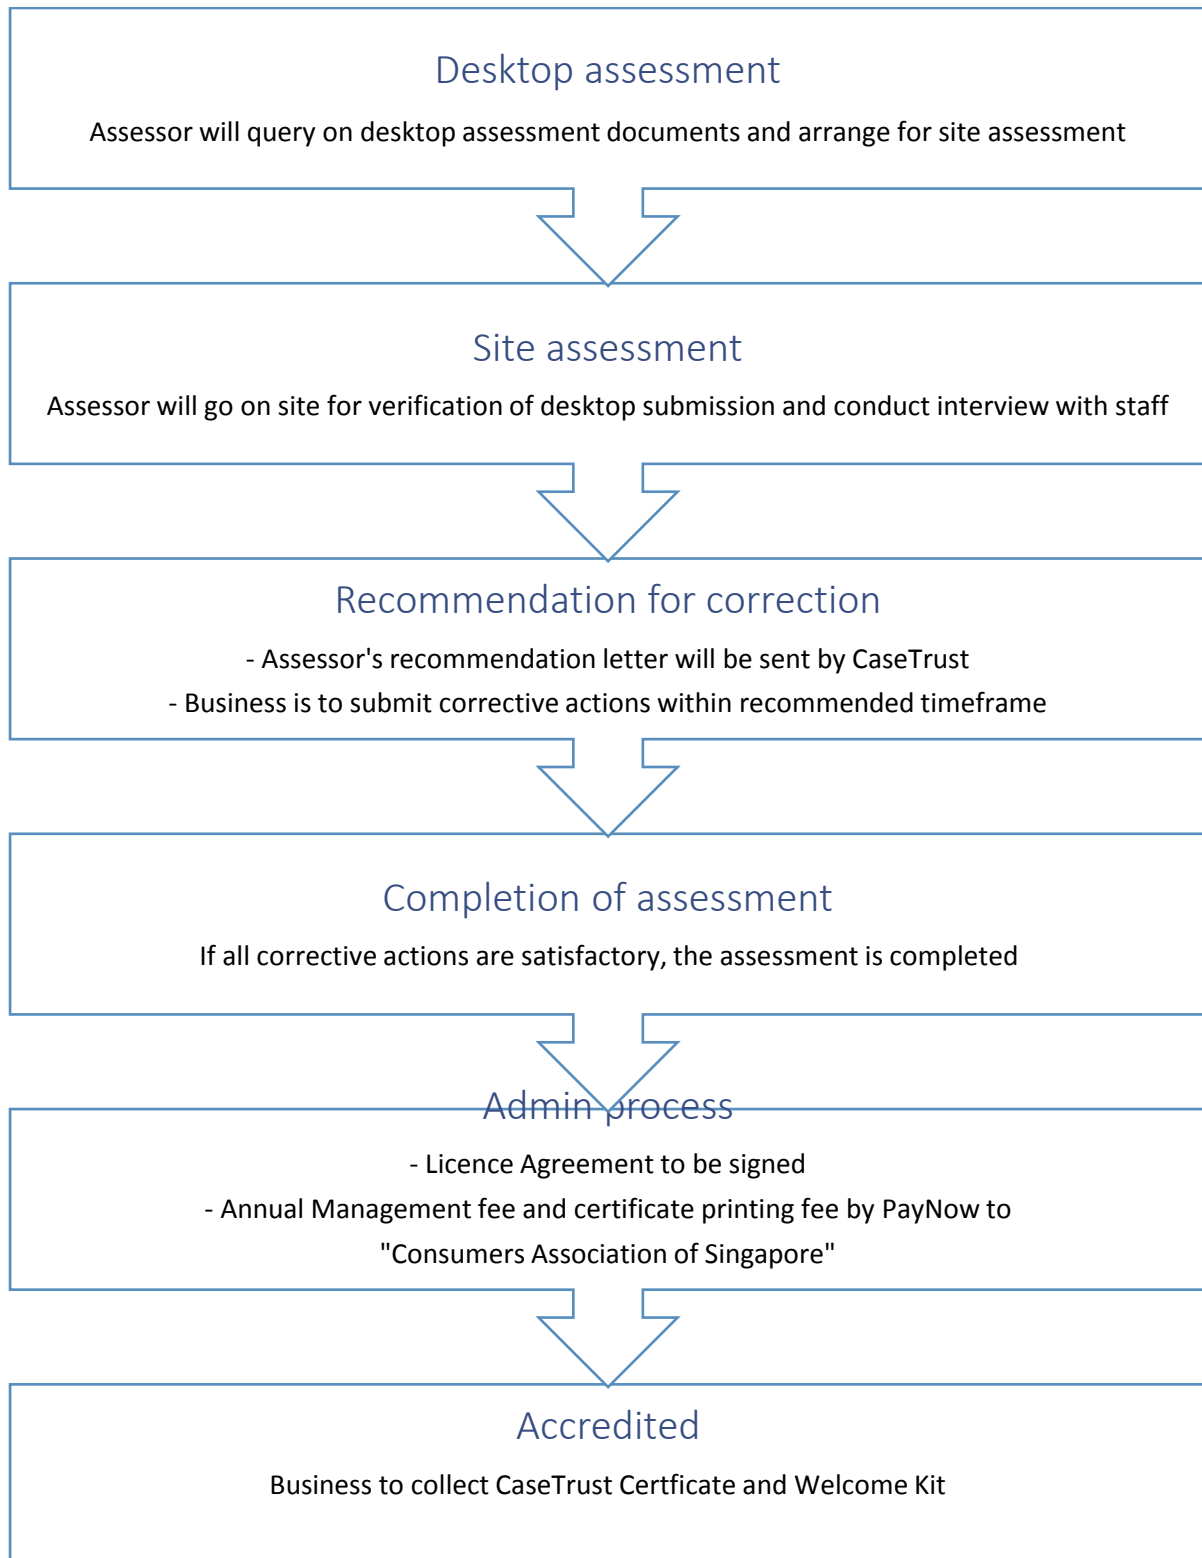 Desktop assessment
Assessor will query on desktop assessment documents and arrange for site assessment
Site assessment
Assessor will go on site for verification of desktop submission and conduct interview with staff
Recommendation for correction
- Assessor's recommendation letter will be sent by CaseTrust
- Business is to submit corrective actions within recommended timeframe
Completion of assessment
If all corrective actions are satisfactory, the assessment is completed
Admin process
- Licence Agreement to be signed
- Annual Management fee and certificate printing fee by PayNow to
"Consumers Association of Singapore"
Accredited
Business to collect CaseTrust Certficate and Welcome Kit